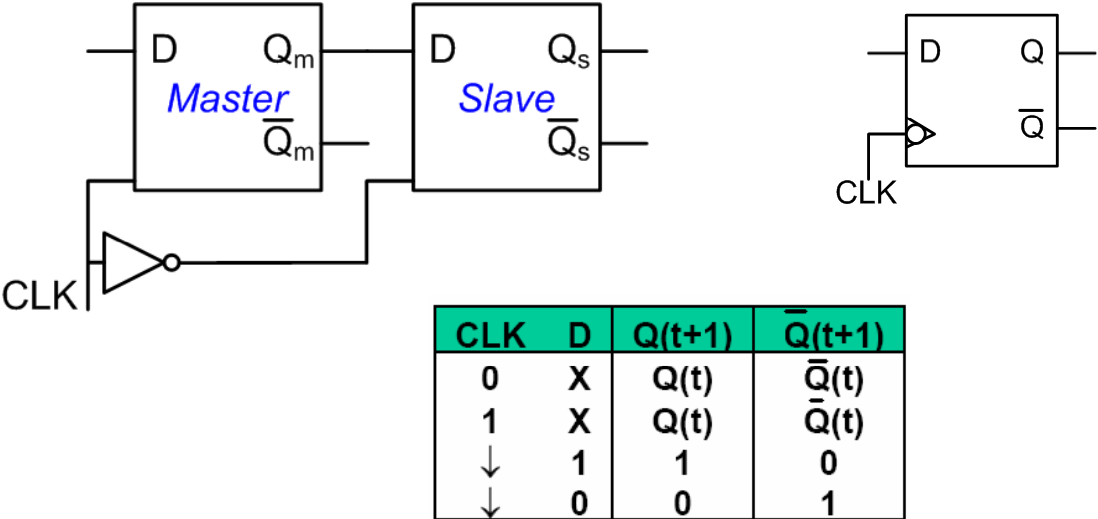 D Qₘ D Qₛ
Master Slave
Q̅ₘ Q̅ₛ
CLK
D Q
Q̅
CLK
CLK D Q(t+1) Q̅(t+1)
0 X Q(t) Q̅(t)
1 X Q(t) Q̅(t)
↓ 1 1 0
↓ 0 0 1